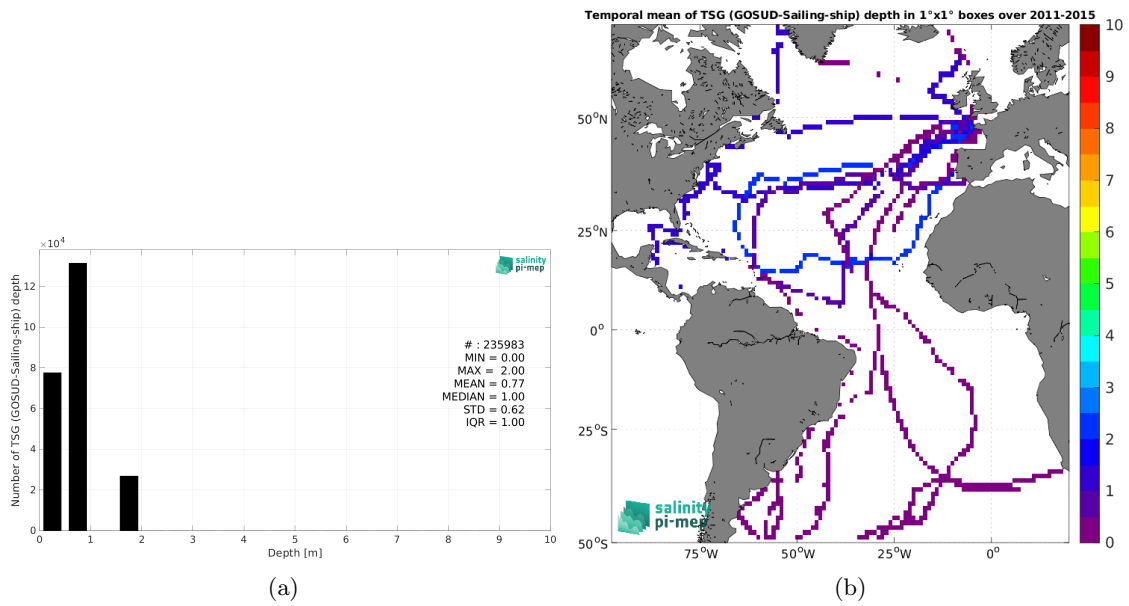 Temporal mean of TSG (GOSUD-Sailing-ship) depth in 1°x1° boxes over 2011-2015
×10⁴
12
10
8
6
4
2
0
Number of TSG (GOSUD-Sailing-ship) depth
salinity
pi-mep
# : 235983
MIN = 0.00
MAX = 2.00
MEAN = 0.77
MEDIAN = 1.00
STD = 0.62
IQR = 1.00
0 1 2 3 4 5 6 7 8 9 10
Depth [m]
(a)
50°N
25°N
0°
25°S
50°S
salinity
pi-mep
75°W 50°W 25°W 0°
10
9
8
7
6
5
4
3
2
1
0
(b)